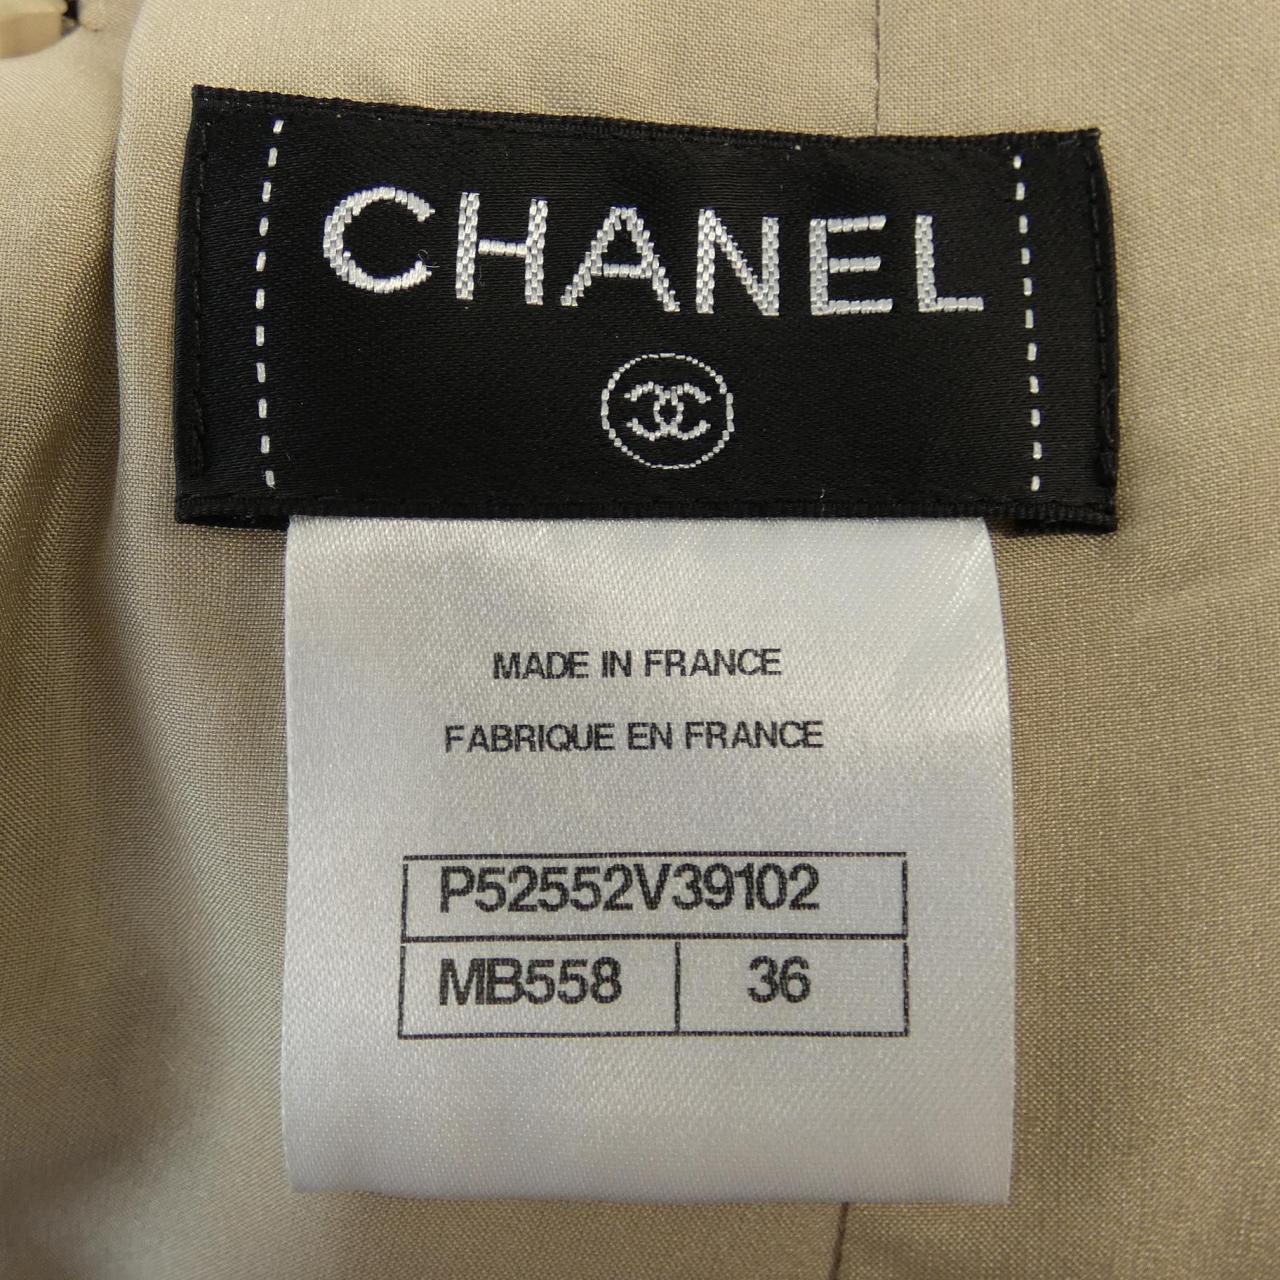 CHANEL
MADE IN FRANCE
FABRIQUE EN FRANCE
P52552V39102
MB558 36